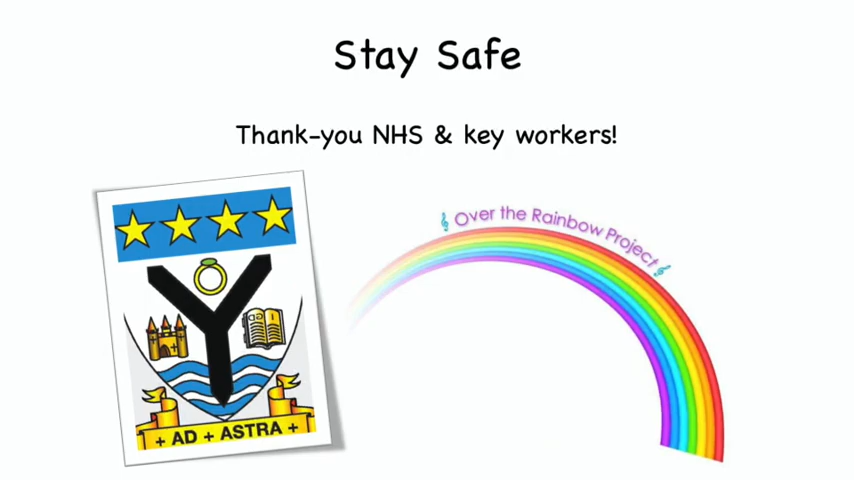 Stay Safe
Thank-you NHS & key workers!
Over the Rainbow Project
+ AD + ASTRA +